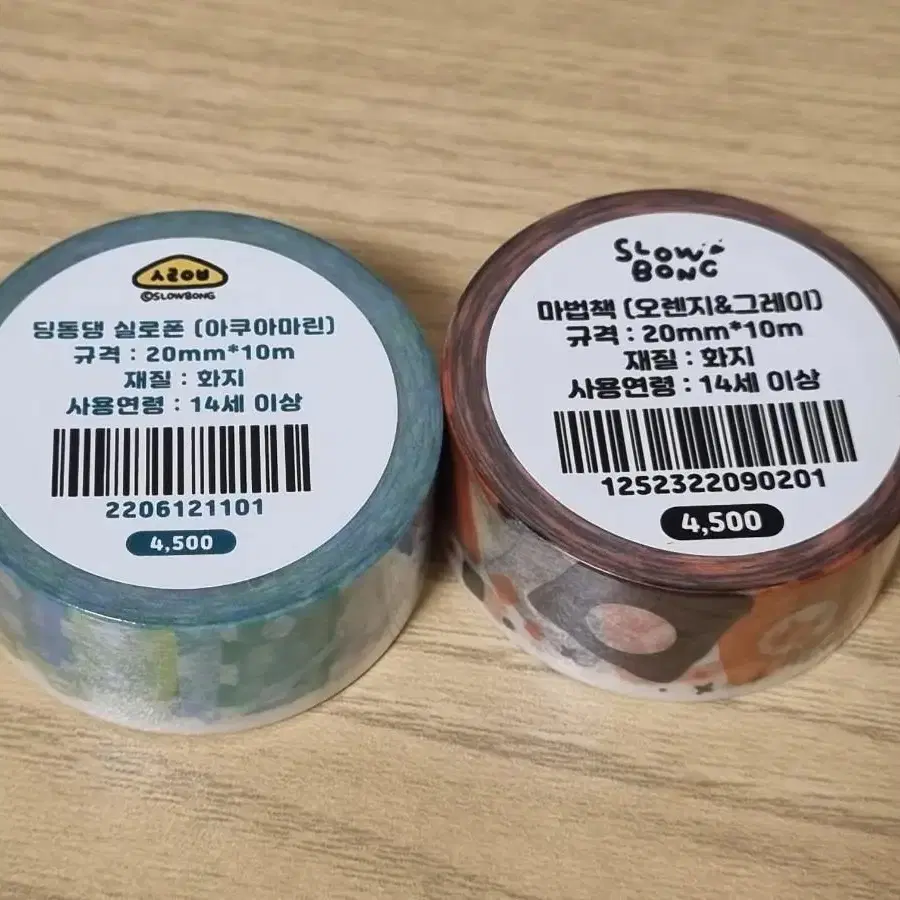 슬로비
©SLOWBONG
딩동댕 실로폰 (아쿠아마린)
규격 : 20mm*10m
재질 : 화지
사용연령 : 14세 이상
2206121101
4,500
SLOW
BONG
마법책 (오렌지&그레이)
규격 : 20mm*10m
재질 : 화지
사용연령 : 14세 이상
1252322090201
4,500